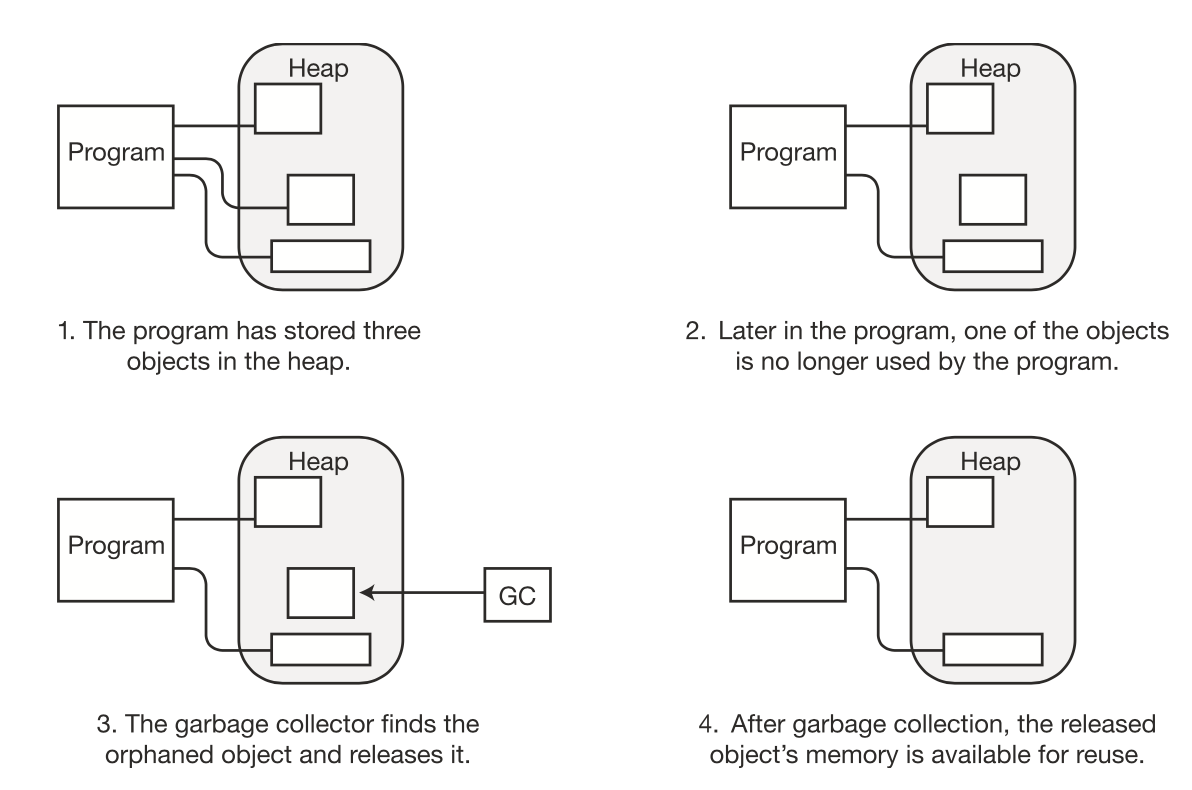 Heap
Program
1. The program has stored three
objects in the heap.
Heap
Program
2. Later in the program, one of the objects
is no longer used by the program.
Heap
Program
GC
3. The garbage collector finds the
orphaned object and releases it.
Heap
Program
4. After garbage collection, the released
object’s memory is available for reuse.